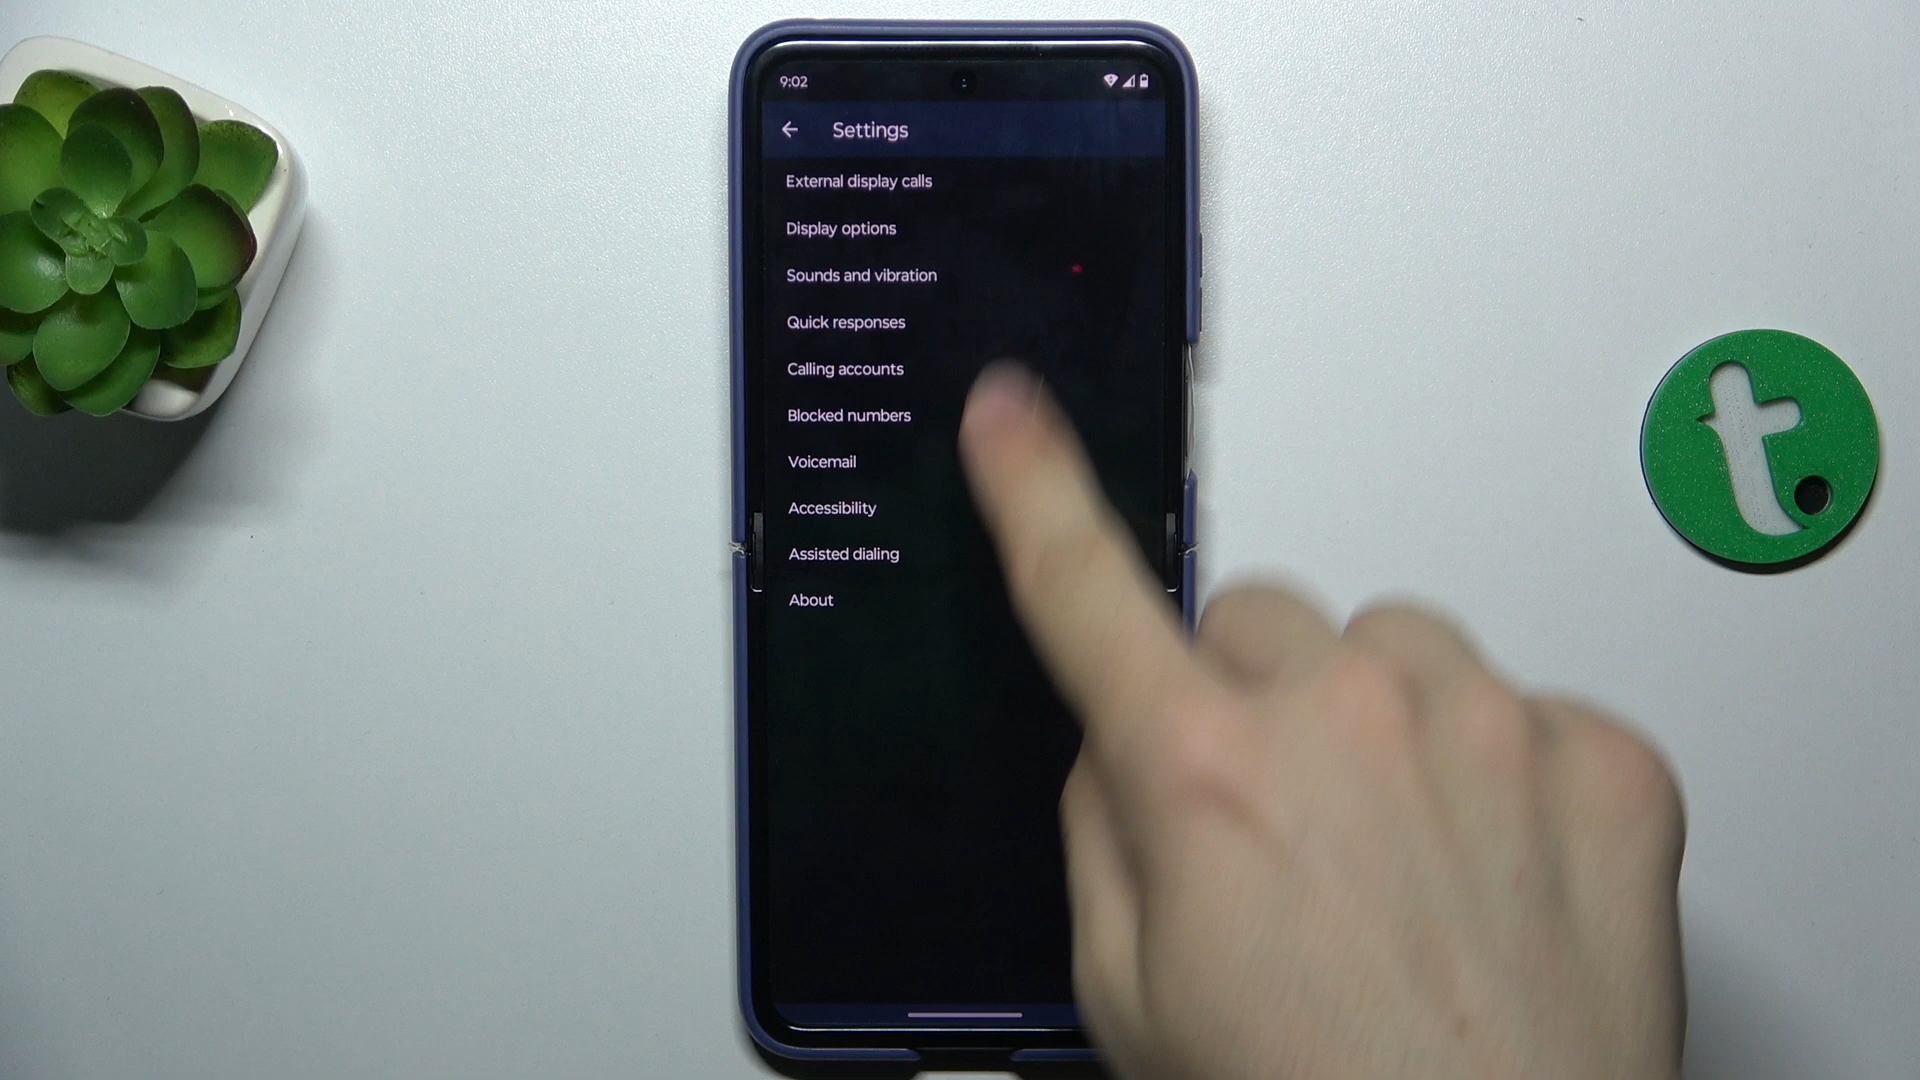 9:02
Settings
External display calls
Display options
Sounds and vibration
Quick responses
Calling accounts
Blocked numbers
Voicemail
Accessibility
Assisted dialing
About
t